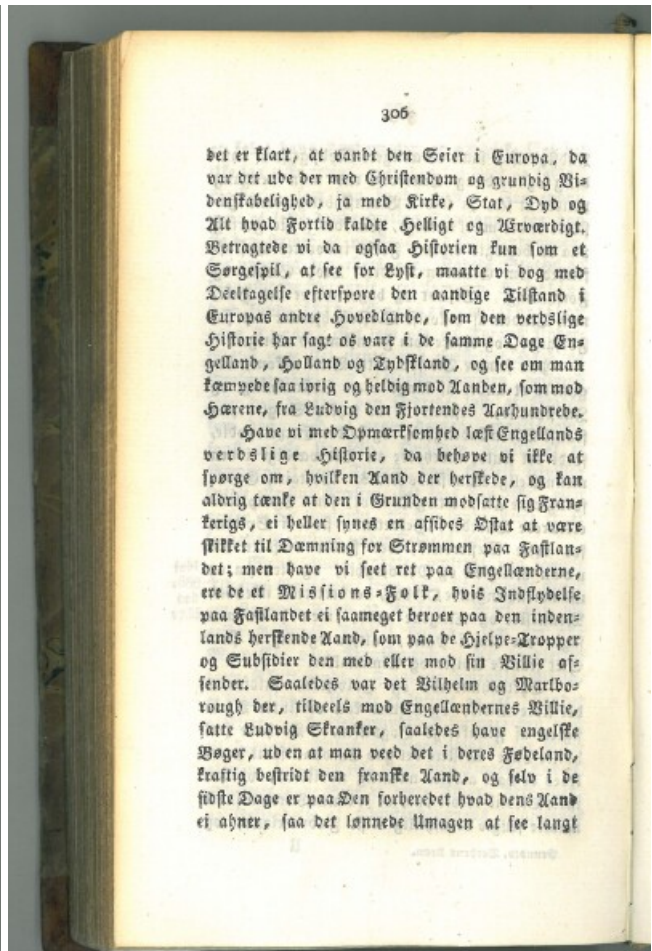 306
det er klart, at vandt den Seier i Europa, da
var det ude der med Christendom og grundig Vi-
denskabelighed, ja med Kirke, Stat, Dyd og
Alt hvad Fortid kaldte Helligt og Ærværdigt.
Betragtede vi da ogsaa Historien kun som et
Sørgespil, at see for Lyst, maatte vi dog med
Deeltagelse efterspore den aandige Tilstand i
Europas andre Hovedlande, som den verdslige
Historie har sagt os vare i de samme Dage En-
gelland, Holland og Tydskland, og see om man
kæmpede saa ivrig og heldig mod Aanden, som mod
Hærene, fra Ludvig den Fjortendes Aarhundrede.
Have vi med Opmærksomhed læst Engellands
verdslige Historie, da behøve vi ikke at
spørge om, hvilken Aand der herskede, og kan
aldrig tænke at den i Grunden modsatte sig Fran-
kerigs, ei heller synes en afsides Østat at være
skikket til Dæmning for Strømmen paa Fastlan-
det; men have vi seet ret paa Engellænderne,
ere de et Missions-Folk, hvis Indflydelse
paa Fastlandet ei saameget beroer paa den inden-
lands herskende Aand, som paa de Hjelpe-Tropper
og Subsidier den med eller mod sin Villie af-
sender. Saaledes var det Vilhelm og Marlbo-
rough der, tildeels mod Engellændernes Villie,
satte Ludvig Skranker, saaledes have engelske
Bøger, uden at man veed det i deres Fødeland,
kraftig bestridt den franske Aand, og selv i de
sidste Dage er paa Øen forberedet hvad dens Aand
ei ahner, saa det lønnede Umagen at see langt